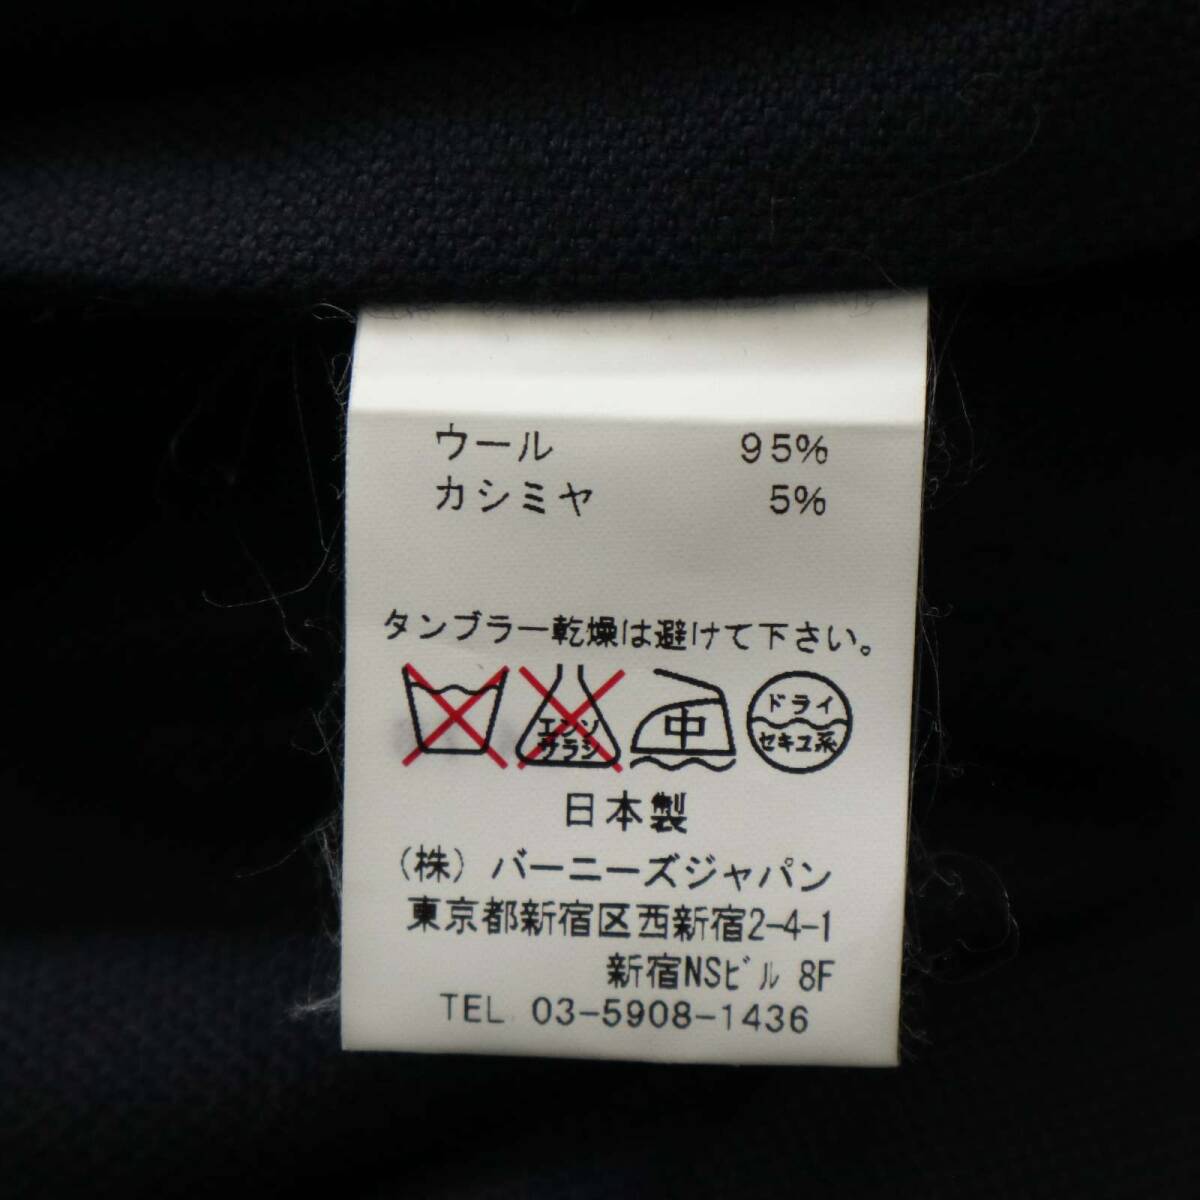 ウール 95%
カシミヤ 5%
タンブラー乾燥は避けて下さい。
エンソ
サラシ
中
ドライ
セキユ系
日本製
(株)バーニーズジャパン
東京都新宿区西新宿2-4-1
新宿NSﾋﾞﾙ 8F
TEL 03-5908-1436